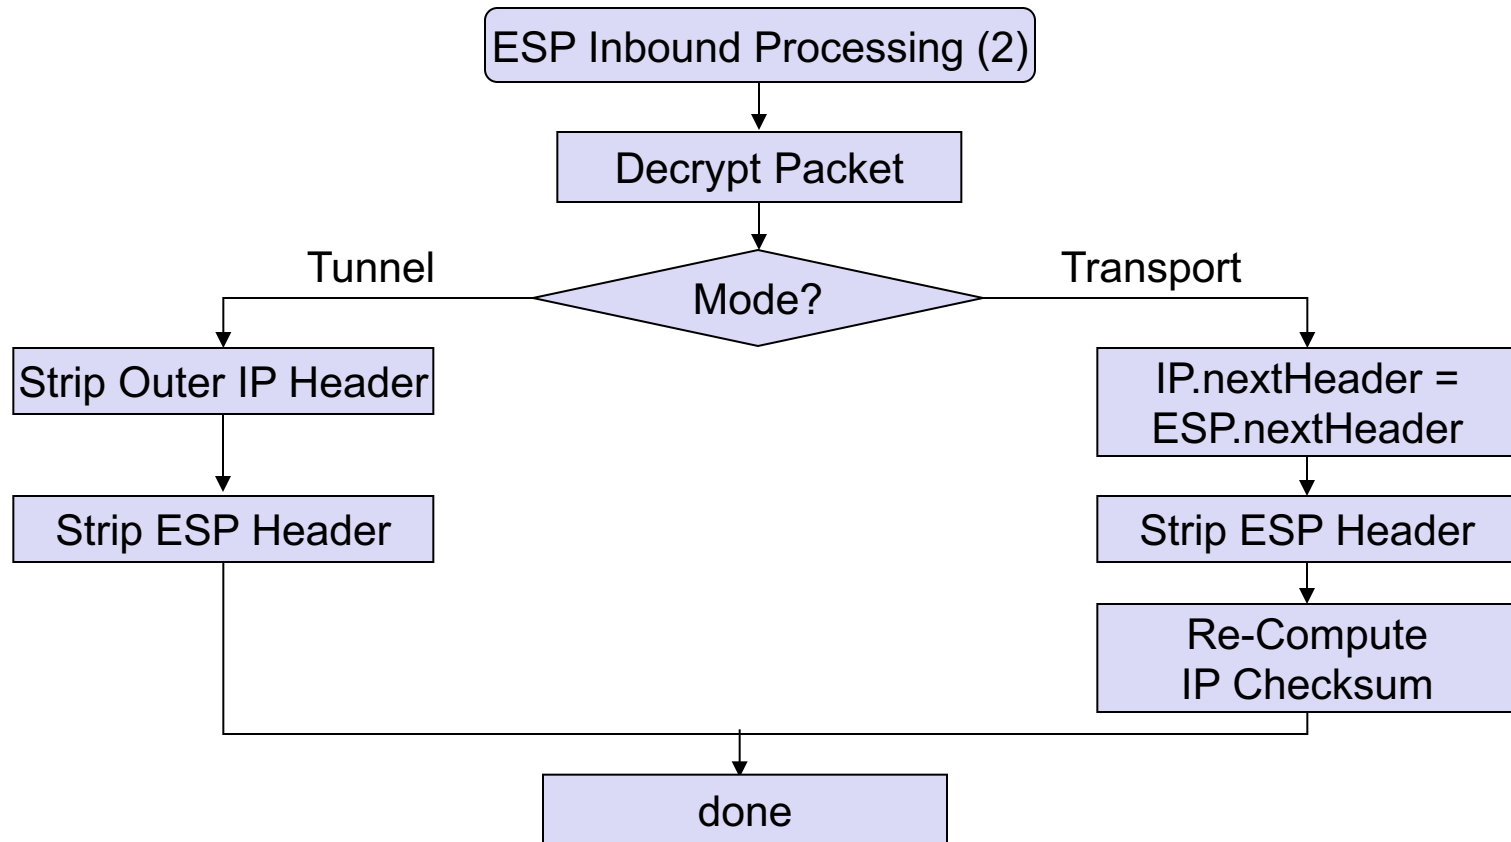 ESP Inbound Processing (2)
Decrypt Packet
Tunnel
Mode?
Transport
Strip Outer IP Header
Strip ESP Header
IP.nextHeader =
ESP.nextHeader
Strip ESP Header
Re-Compute
IP Checksum
done